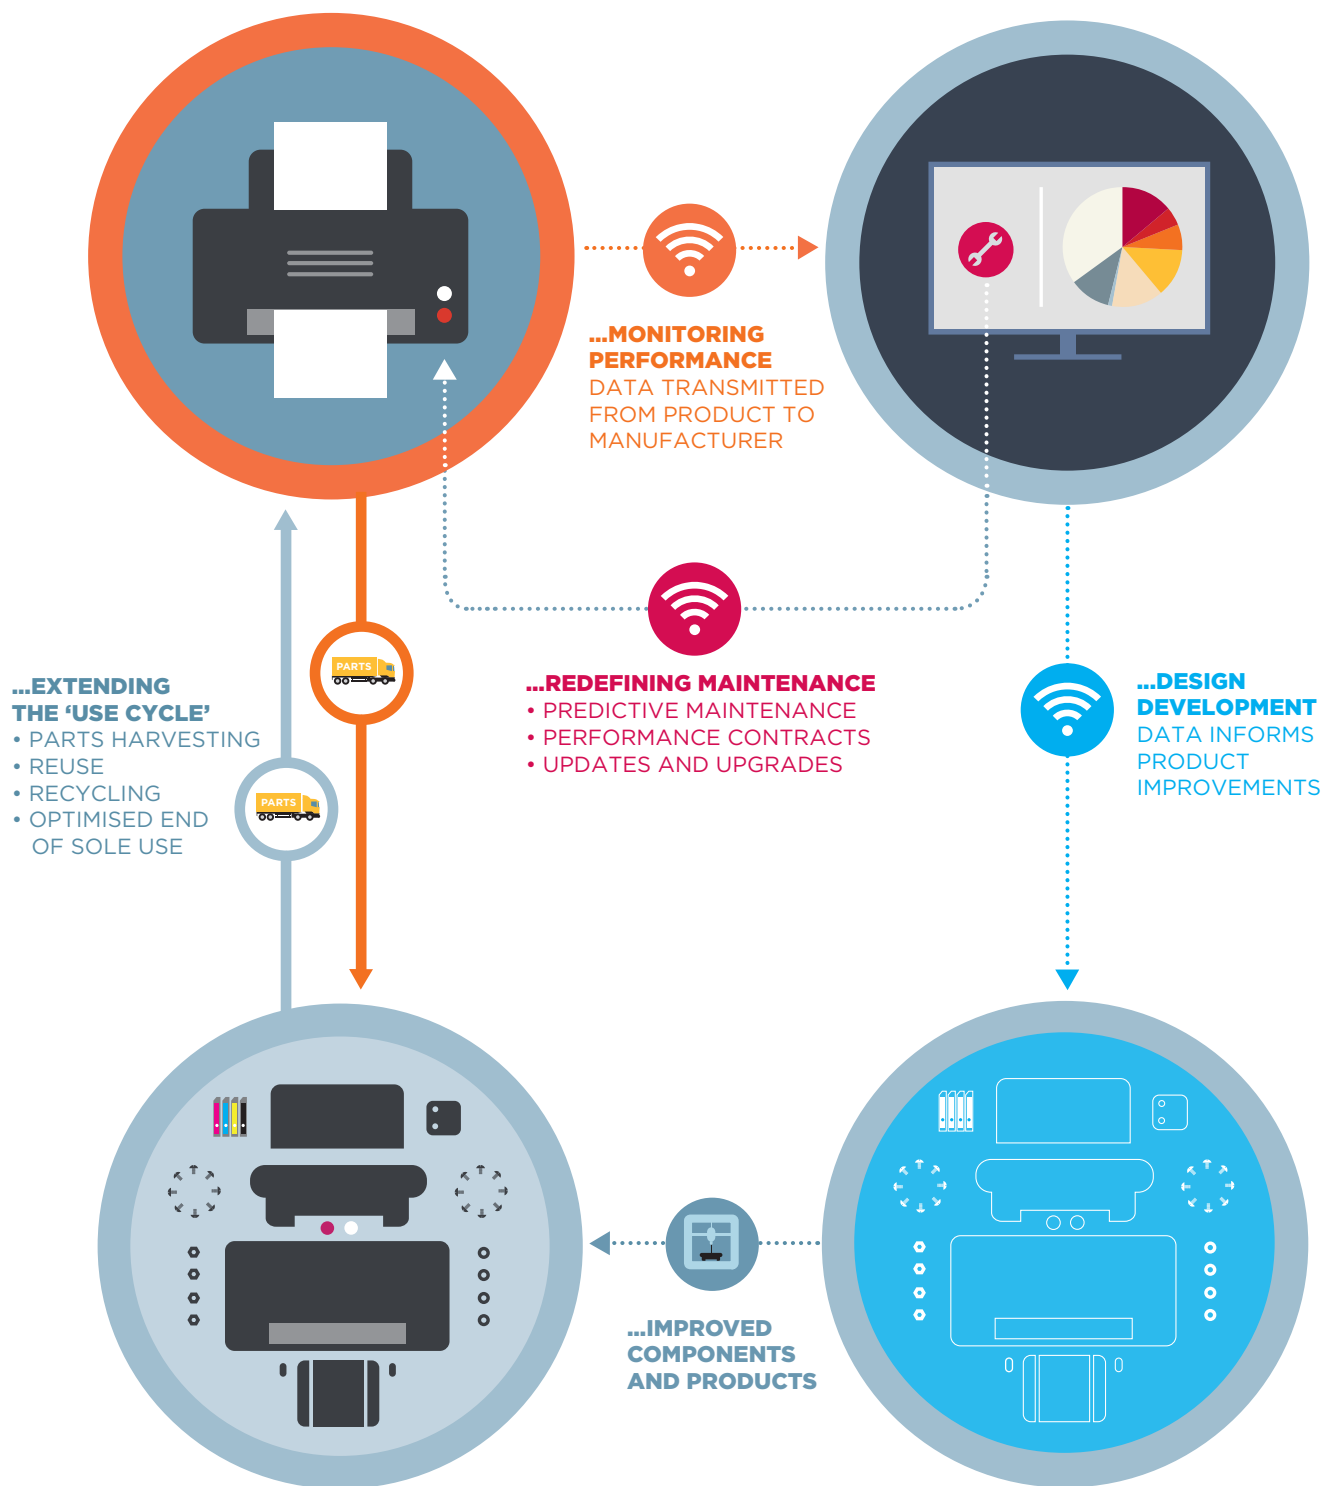 ...MONITORING
PERFORMANCE
DATA TRANSMITTED
FROM PRODUCT TO
MANUFACTURER
PARTS
...EXTENDING
THE ‘USE CYCLE’
• PARTS HARVESTING
• REUSE
• RECYCLING
• OPTIMISED END
OF SOLE USE
PARTS
...REDEFINING MAINTENANCE
• PREDICTIVE MAINTENANCE
• PERFORMANCE CONTRACTS
• UPDATES AND UPGRADES
...DESIGN
DEVELOPMENT
DATA INFORMS
PRODUCT
IMPROVEMENTS
...IMPROVED
COMPONENTS
AND PRODUCTS